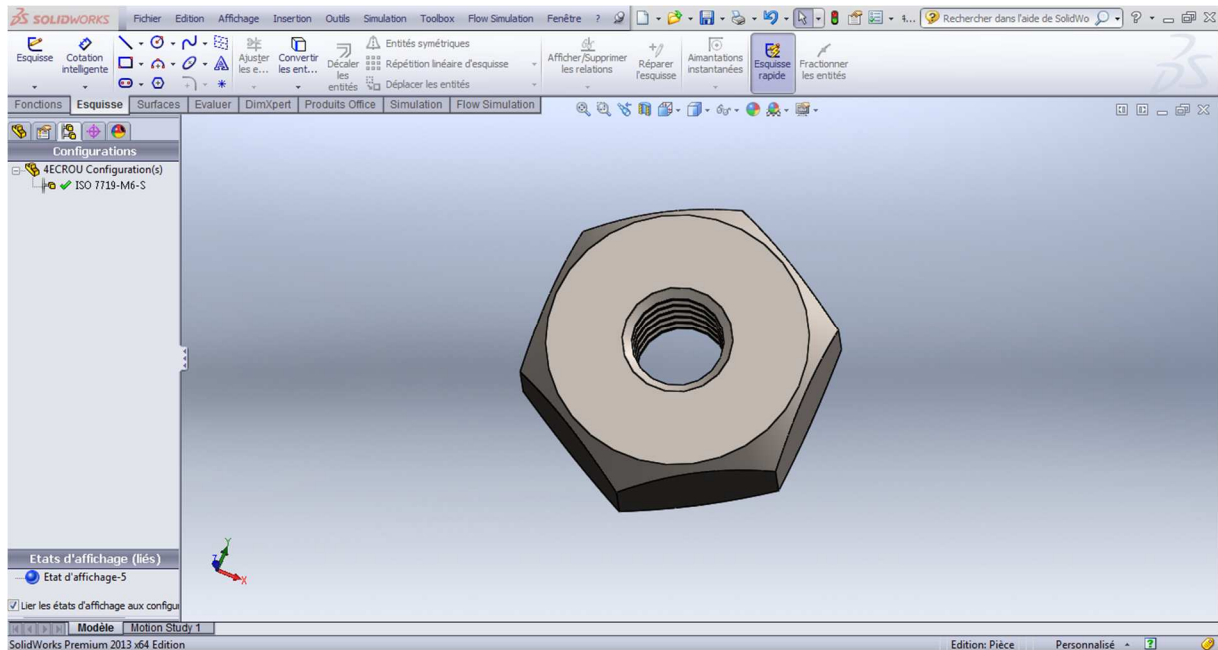 SOLIDWORKS Fichier Edition Affichage Insertion Outils Simulation Toolbox Flow Simulation Fenêtre ? Rechercher dans l'aide de SolidWo ?
Esquisse
Cotation intelligente
Ajuster les e...
Convertir les ent...
Décaler les entités
Entités symétriques
Répétition linéaire d'esquisse
Déplacer les entités
Afficher/Supprimer les relations
Réparer l'esquisse
Aimantations instantanées
Esquisse rapide
Fractionner les entités
Fonctions Esquisse Surfaces Evaluer DimXpert Produits Office Simulation Flow Simulation
Configurations
4ECROU Configuration(s)
ISO 7719-M6-S
Y
Z
X
Etats d'affichage (liés)
Etat d'affichage-5
Lier les états d'affichage aux configur
Modèle Motion Study 1
SolidWorks Premium 2013 x64 Edition Edition: Pièce Personnalisé ?